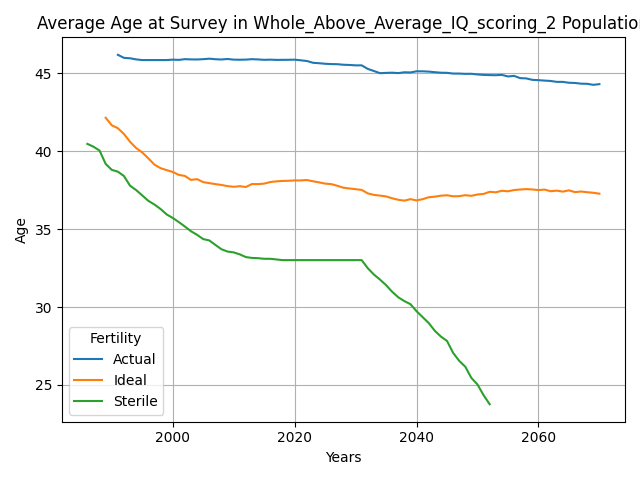 Average Age at Survey in Whole_Above_Average_IQ_scoring_2 Population
45
40
35
30
25
Age
Fertility
Actual
Ideal
Sterile
2000 2020 2040 2060
Years